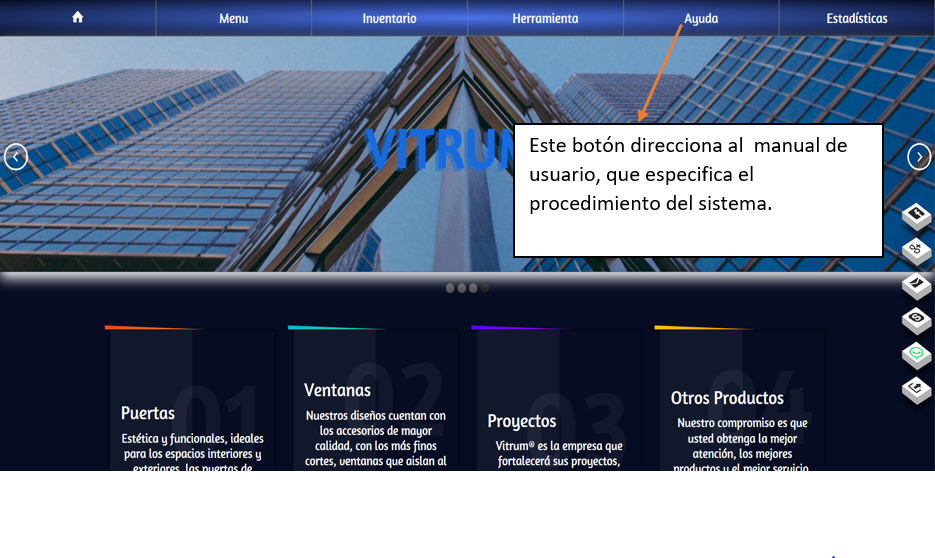 Menu
Inventario
Herramienta
Ayuda
Estadísticas
VITRUM
Este botón direcciona al manual de
usuario, que especifica el
procedimiento del sistema.
01
Puertas
Estética y funcionales, ideales
para los espacios interiores y
exteriores, las puertas de
02
Ventanas
Nuestros diseños cuentan con
los accesorios de mayor
calidad, con los más finos
cortes, ventanas que aislan al
03
Proyectos
Vitrum® es la empresa que
fortalecerá sus proyectos,
04
Otros Productos
Nuestro compromiso es que
usted obtenga la mejor
atención, los mejores
productos y el mejor servicio